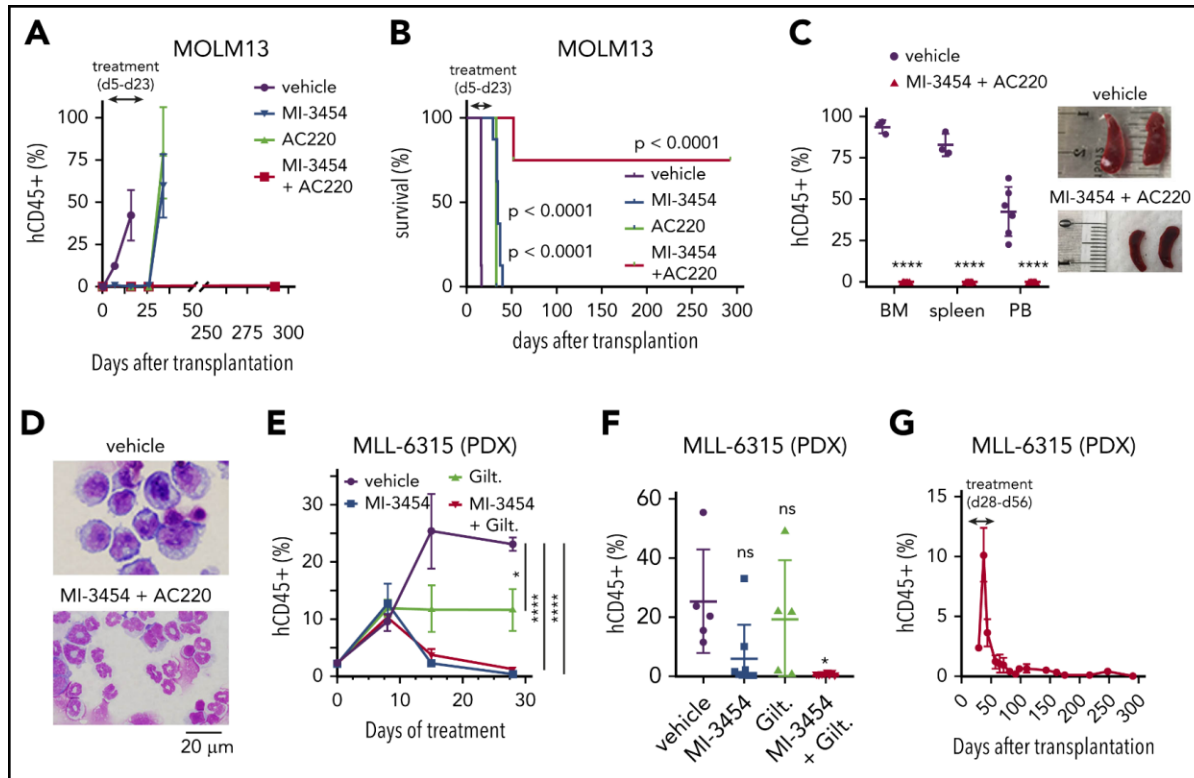 A
MOLM13
treatment
(d5-d23)
vehicle
MI-3454
AC220
MI-3454
+ AC220
hCD45+ (%)
100
75
50
25
0
0 25 50
250 275 300
Days after transplantation
B
MOLM13
treatment
(d5-d23)
survival (%)
100
50
0
p < 0.0001
vehicle
MI-3454
p < 0.0001
AC220
p < 0.0001
MI-3454
+AC220
0 50 100 150 200 250 300
days after transplantion
C
vehicle
MI-3454 + AC220
hCD45+ (%)
100
75
50
25
0
**** **** ****
BM spleen PB
vehicle
MI-3454 + AC220
D
vehicle
MI-3454 + AC220
20 µm
E
MLL-6315 (PDX)
vehicle
Gilt.
MI-3454
MI-3454
+ Gilt.
hCD45+ (%)
30
20
10
0
*
****
****
0 10 20 30
Days of treatment
F
MLL-6315 (PDX)
hCD45+ (%)
60
40
20
0
ns
ns
*
vehicle
MI-3454
Gilt.
MI-3454
+ Gilt.
G
MLL-6315 (PDX)
treatment
(d28-d56)
hCD45+ (%)
15
10
5
0
0 50 100 150 200 250 300
Days after transplantation